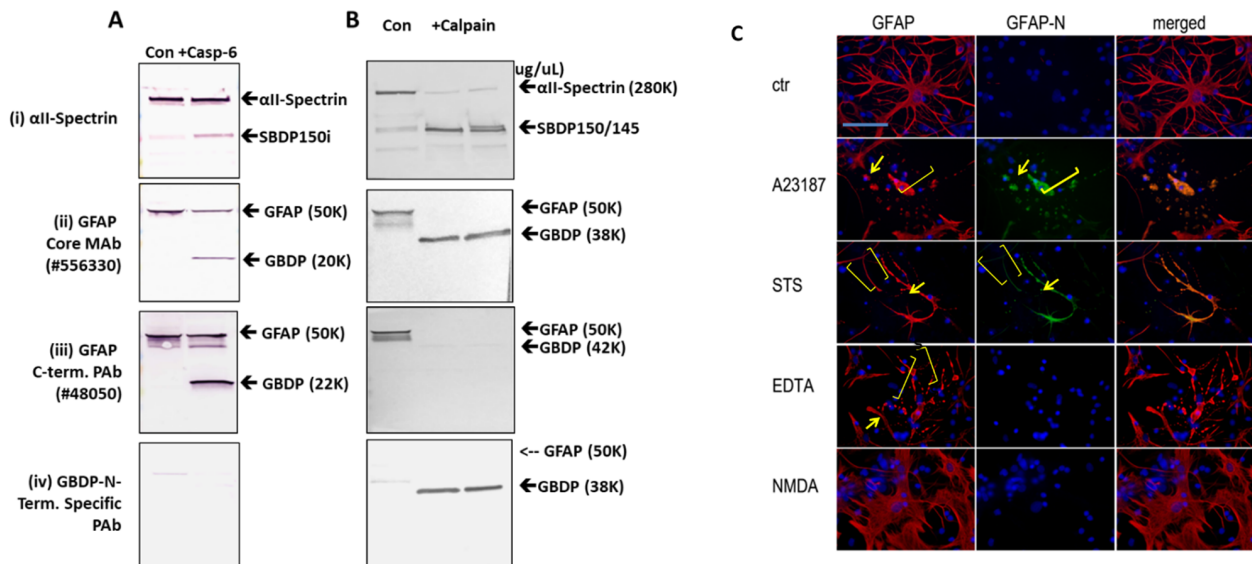 A
Con +Casp-6
(i) αII-Spectrin
αII-Spectrin
SBDP150i
(ii) GFAP
Core MAb
(#556330)
GFAP (50K)
GBDP (20K)
(iii) GFAP
C-term. PAb
(#48050)
GFAP (50K)
GBDP (22K)
(iv) GBDP-N-
Term. Specific
PAb
B
Con +Calpain
ug/uL)
αII-Spectrin (280K)
SBDP150/145
GFAP (50K)
GBDP (38K)
GFAP (50K)
GBDP (42K)
<-- GFAP (50K)
GBDP (38K)
C
GFAP GFAP-N merged
ctr
A23187
STS
EDTA
NMDA